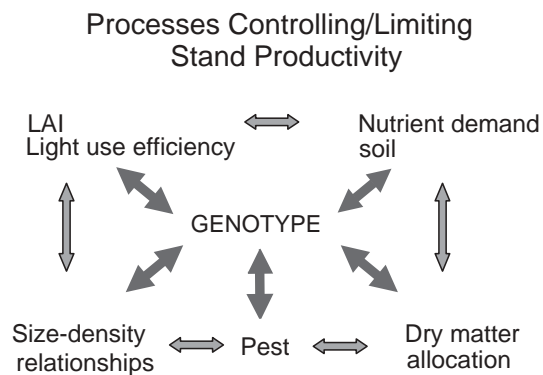 Processes Controlling/Limiting
Stand Productivity
LAI
Light use efficiency
Nutrient demand
soil
GENOTYPE
Size-density
relationships
Pest
Dry matter
allocation